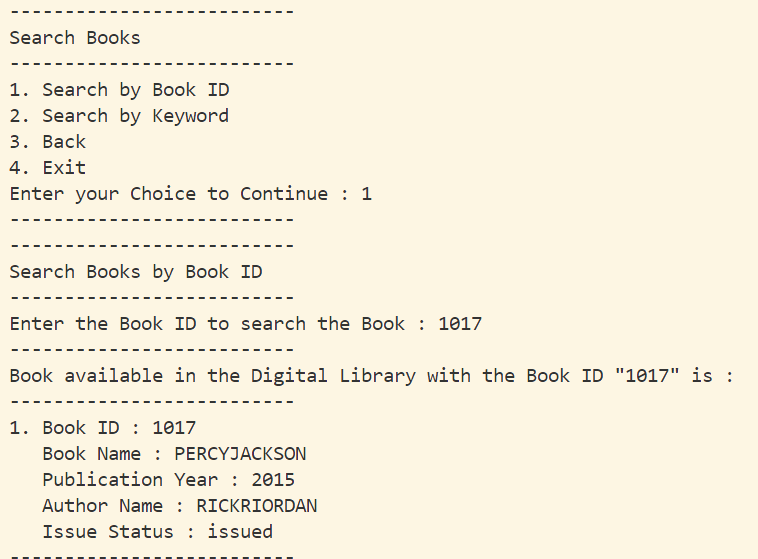 --------------------------
Search Books
--------------------------
1. Search by Book ID
2. Search by Keyword
3. Back
4. Exit
Enter your Choice to Continue : 1
--------------------------
--------------------------
Search Books by Book ID
--------------------------
Enter the Book ID to search the Book : 1017
--------------------------
Book available in the Digital Library with the Book ID "1017" is :
--------------------------
1. Book ID : 1017
   Book Name : PERCYJACKSON
   Publication Year : 2015
   Author Name : RICKRIORDAN
   Issue Status : issued
--------------------------